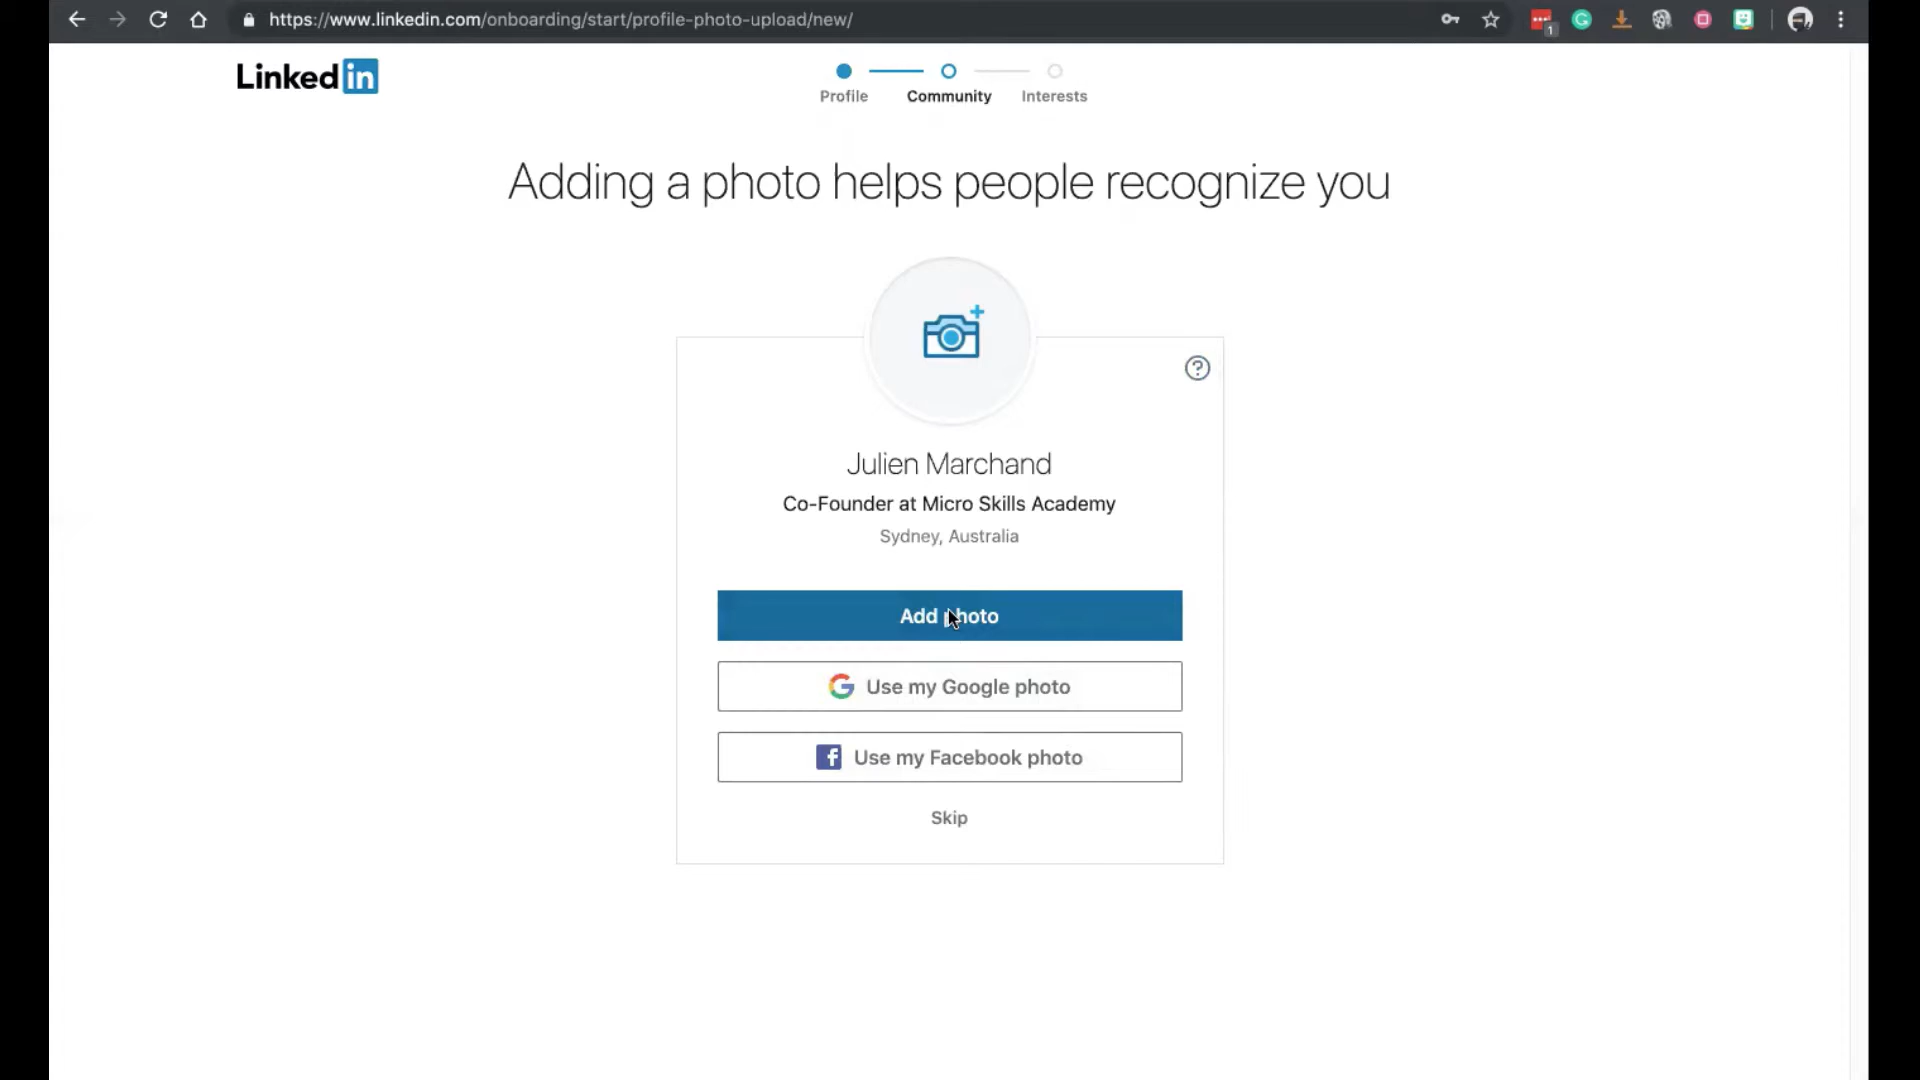 https://www.linkedin.com/onboarding/start/profile-photo-upload/new/
1
Linked in
Profile
Community
Interests
Adding a photo helps people recognize you
?
Julien Marchand
Co-Founder at Micro Skills Academy
Sydney, Australia
Add photo
G Use my Google photo
f Use my Facebook photo
Skip